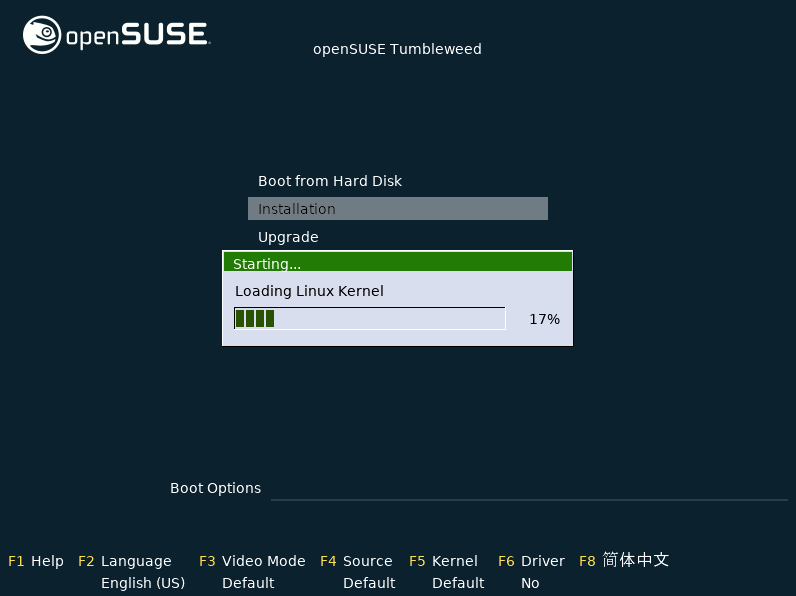 openSUSE
openSUSE Tumbleweed
Boot from Hard Disk
Installation
Upgrade
Starting...
Loading Linux Kernel
17%
Boot Options
F1 Help F2 Language F3 Video Mode F4 Source F5 Kernel F6 Driver F8 简体中文
English (US) Default Default Default No